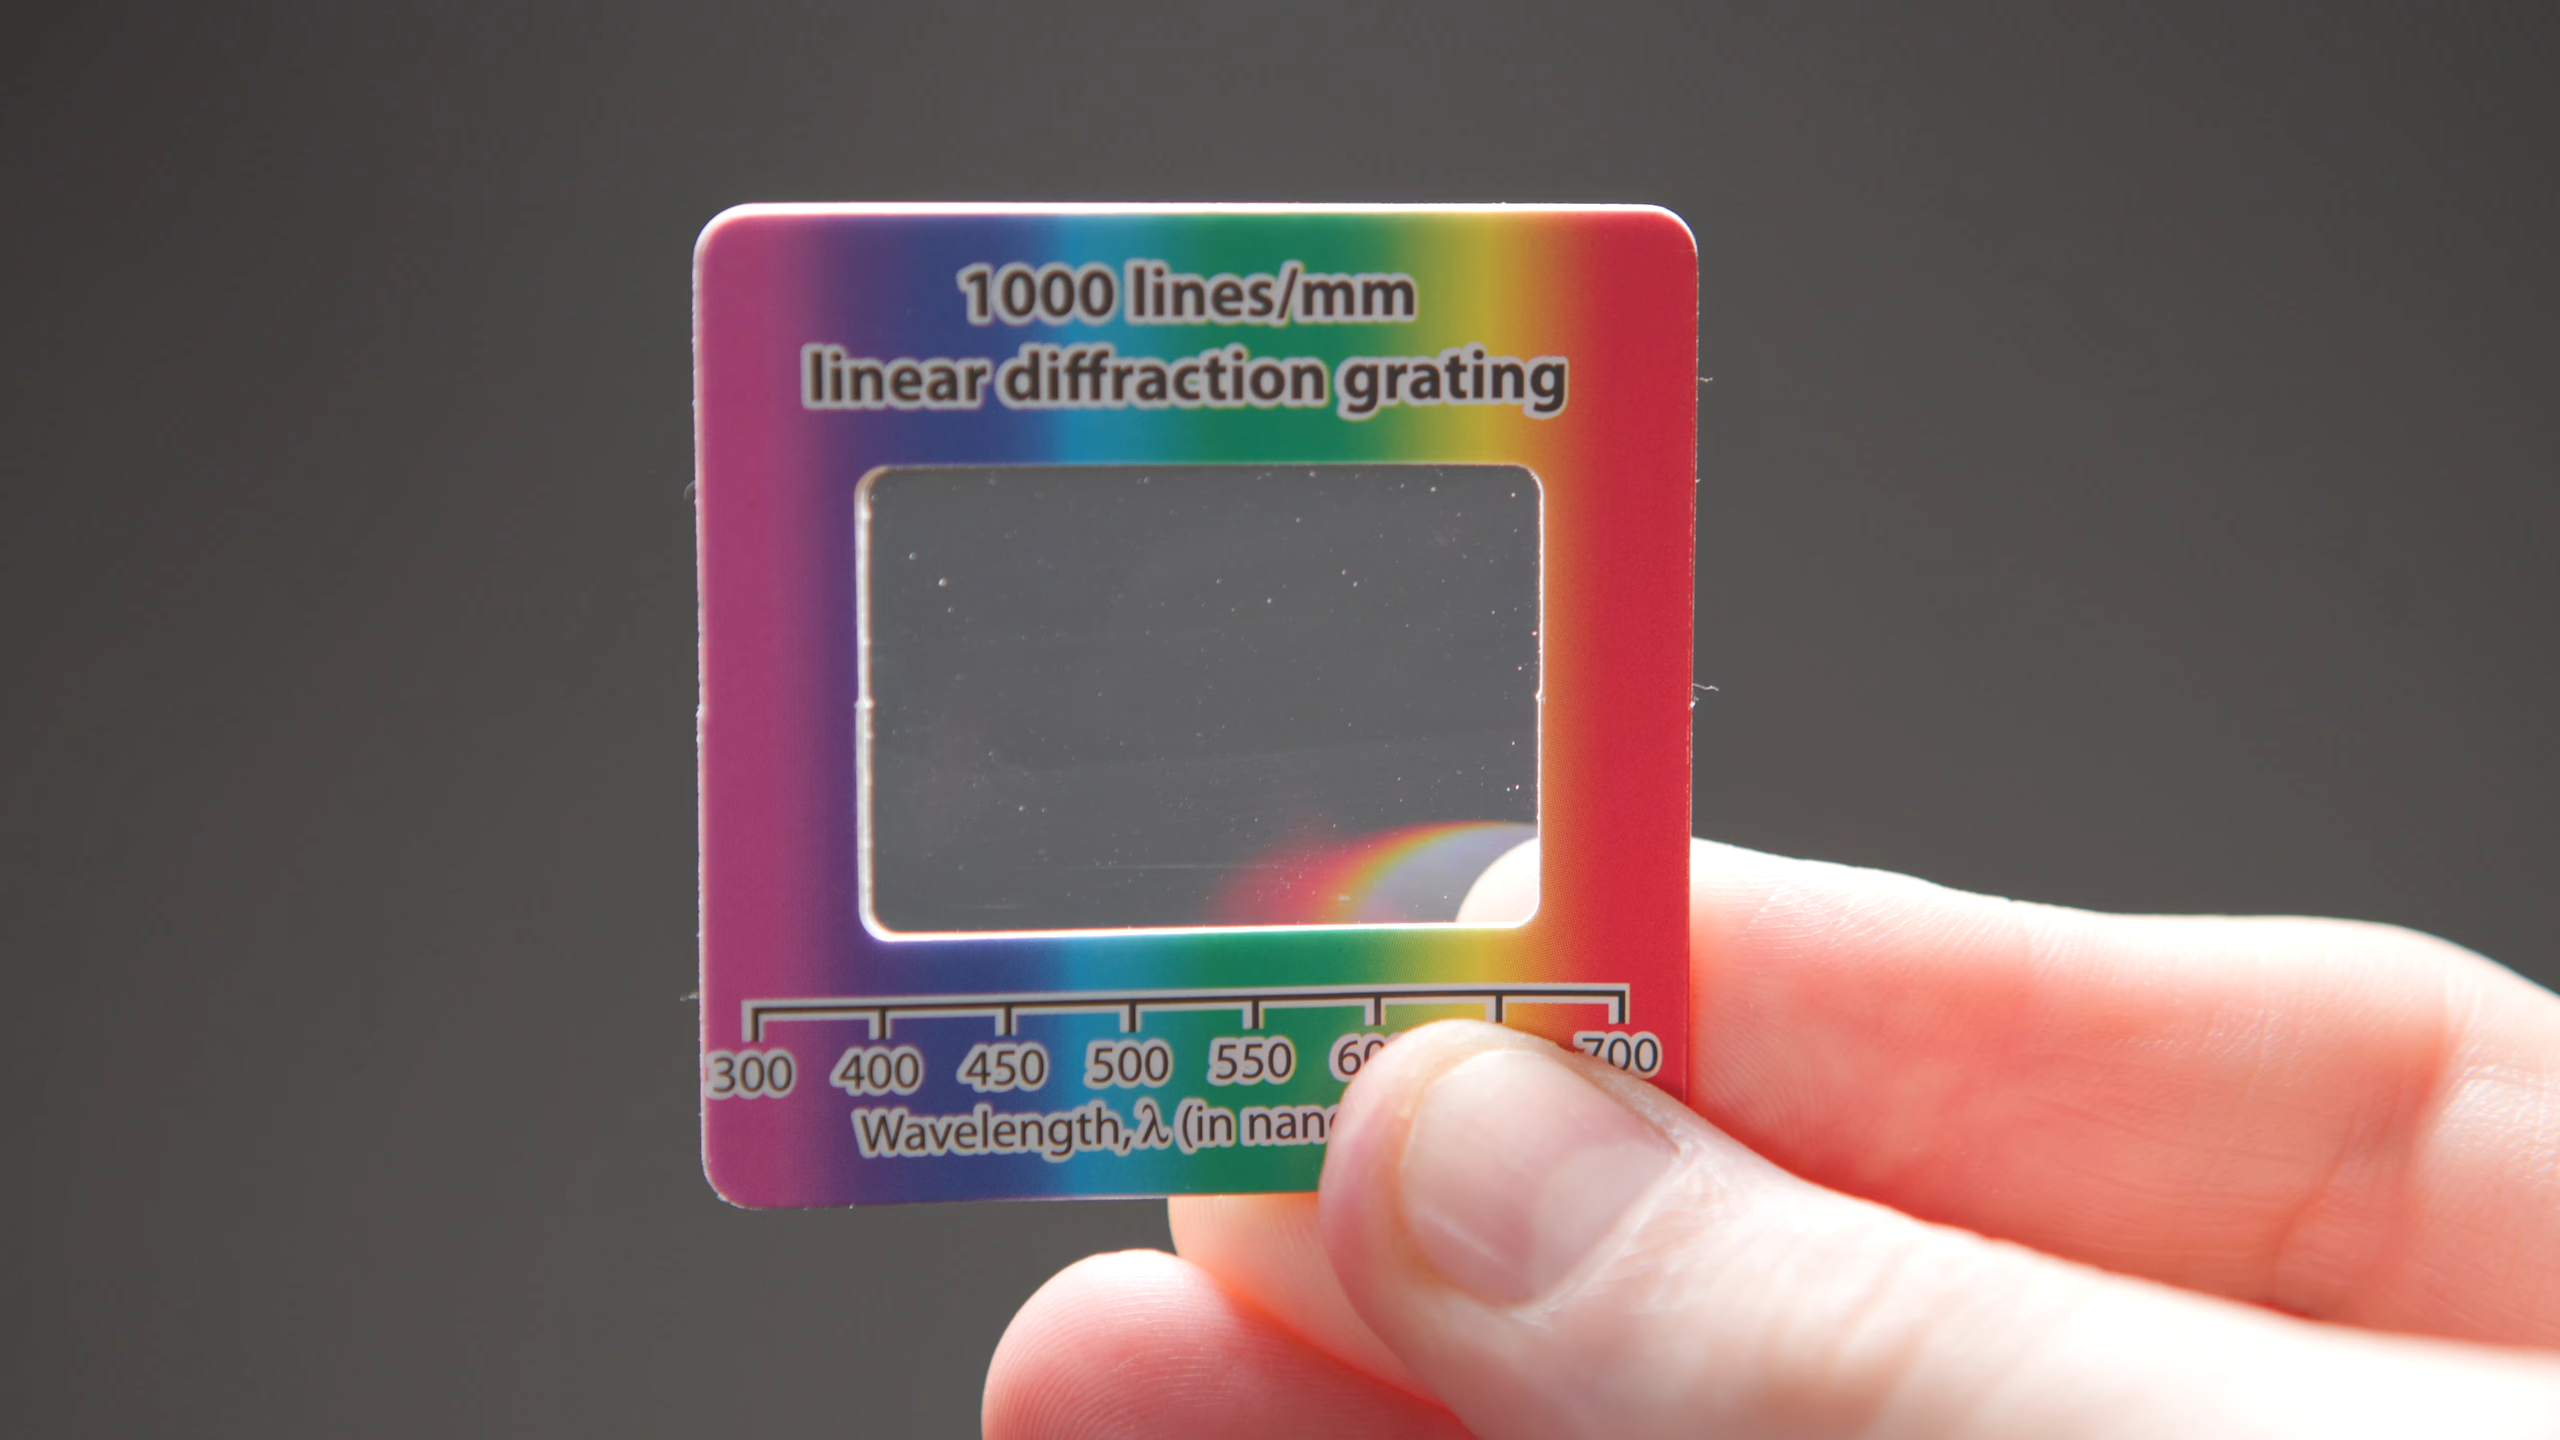 1000 lines/mm
linear diffraction grating
300 400 450 500 550 700
Wavelength, λ (in